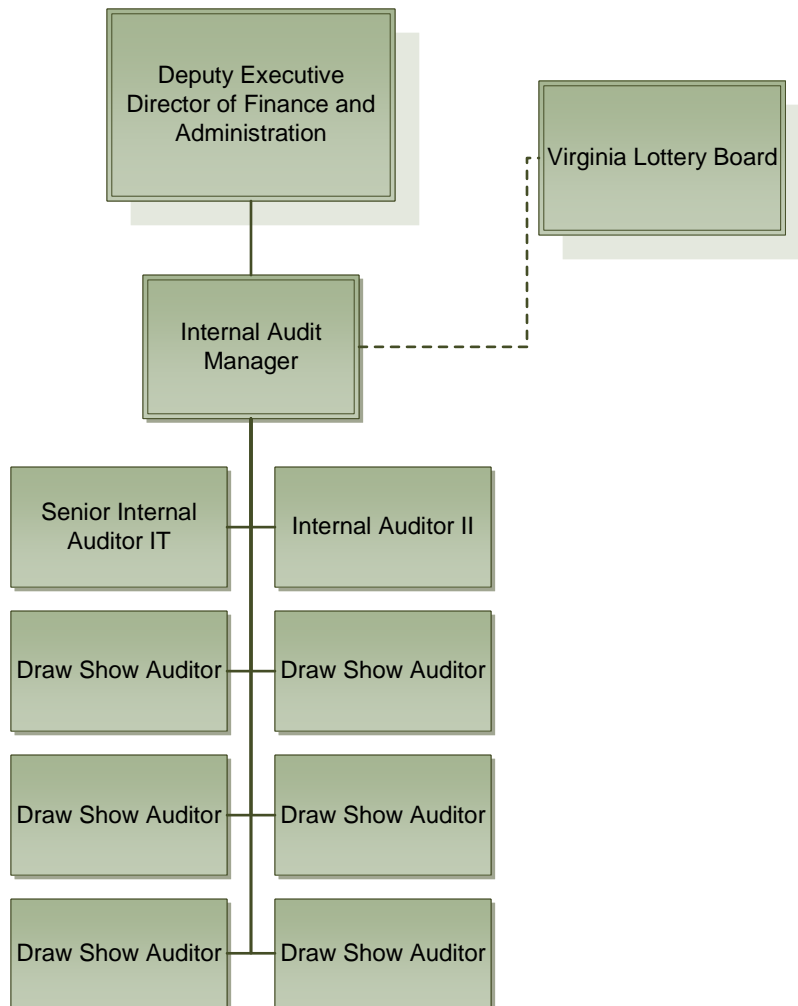 Deputy Executive
Director of Finance and
Administration
Virginia Lottery Board
Internal Audit
Manager
Senior Internal
Auditor IT
Internal Auditor II
Draw Show Auditor
Draw Show Auditor
Draw Show Auditor
Draw Show Auditor
Draw Show Auditor
Draw Show Auditor